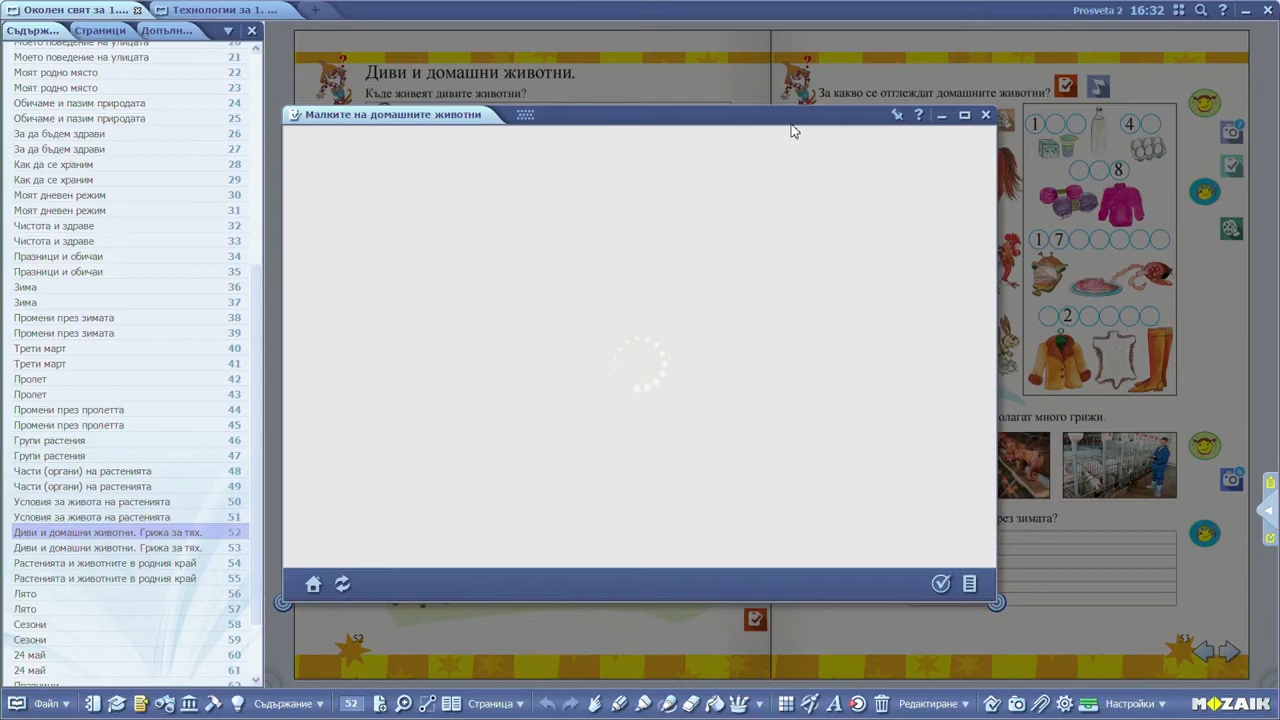 Околен свят за 1....
Технологии за 1. ...
Prosveta 2 16:32
Съдърж...
Страници
Допълн...
Моето поведение на улицата 21
Моят родно място 22
Моят родно място 23
Обичаме и пазим природата 24
Обичаме и пазим природата 25
За да бъдем здрави 26
За да бъдем здрави 27
Как да се храним 28
Как да се храним 29
Моят дневен режим 30
Моят дневен режим 31
Чистота и здраве 32
Чистота и здраве 33
Празници и обичаи 34
Празници и обичаи 35
Зима 36
Зима 37
Промени през зимата 38
Промени през зимата 39
Трети март 40
Трети март 41
Пролет 42
Пролет 43
Промени през пролетта 44
Промени през пролетта 45
Групи растения 46
Групи растения 47
Части (органи) на растенията 48
Части (органи) на растенията 49
Условия за живота на растенията 50
Условия за живота на растенията 51
Диви и домашни животни. Грижа за тях. 52
Диви и домашни животни. Грижа за тях. 53
Растенията и животните в родния край 54
Растенията и животните в родния край 55
Лято 56
Лято 57
Сезони 58
Сезони 59
24 май 60
24 май 61
Диви и домашни животни.
Къде живеят дивите животни?
За какво се отглеждат домашните животни?
Малките на домашните животни
1 4
8
1 7
2
олагат много грижи.
рез зимата?
52
53
Файл
Съдържание
52
Страница
Редактиране
Настройки
MOZAIK